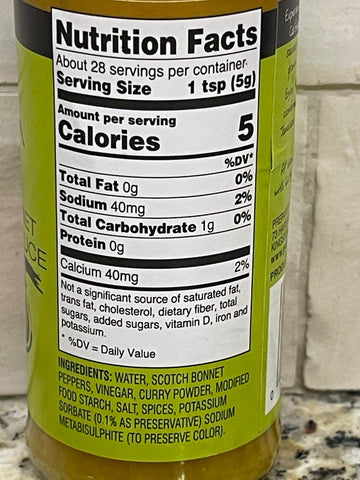 Nutrition Facts
About 28 servings per container
Serving Size 1 tsp (5g)
Amount per serving
Calories 5
%DV*
Total Fat 0g 0%
Sodium 40mg 2%
Total Carbohydrate 1g 0%
Protein 0g
Calcium 40mg 2%
Not a significant source of saturated fat,
trans fat, cholesterol, dietary fiber, total
sugars, added sugars, vitamin D, iron and
potassium.
* %DV = Daily Value
INGREDIENTS: WATER, SCOTCH BONNET
PEPPERS, VINEGAR, CURRY POWDER, MODIFIED
FOOD STARCH, SALT, SPICES, POTASSIUM
SORBATE (0.1% AS PRESERVATIVE) SODIUM
METABISULPHITE (TO PRESERVE COLOR).